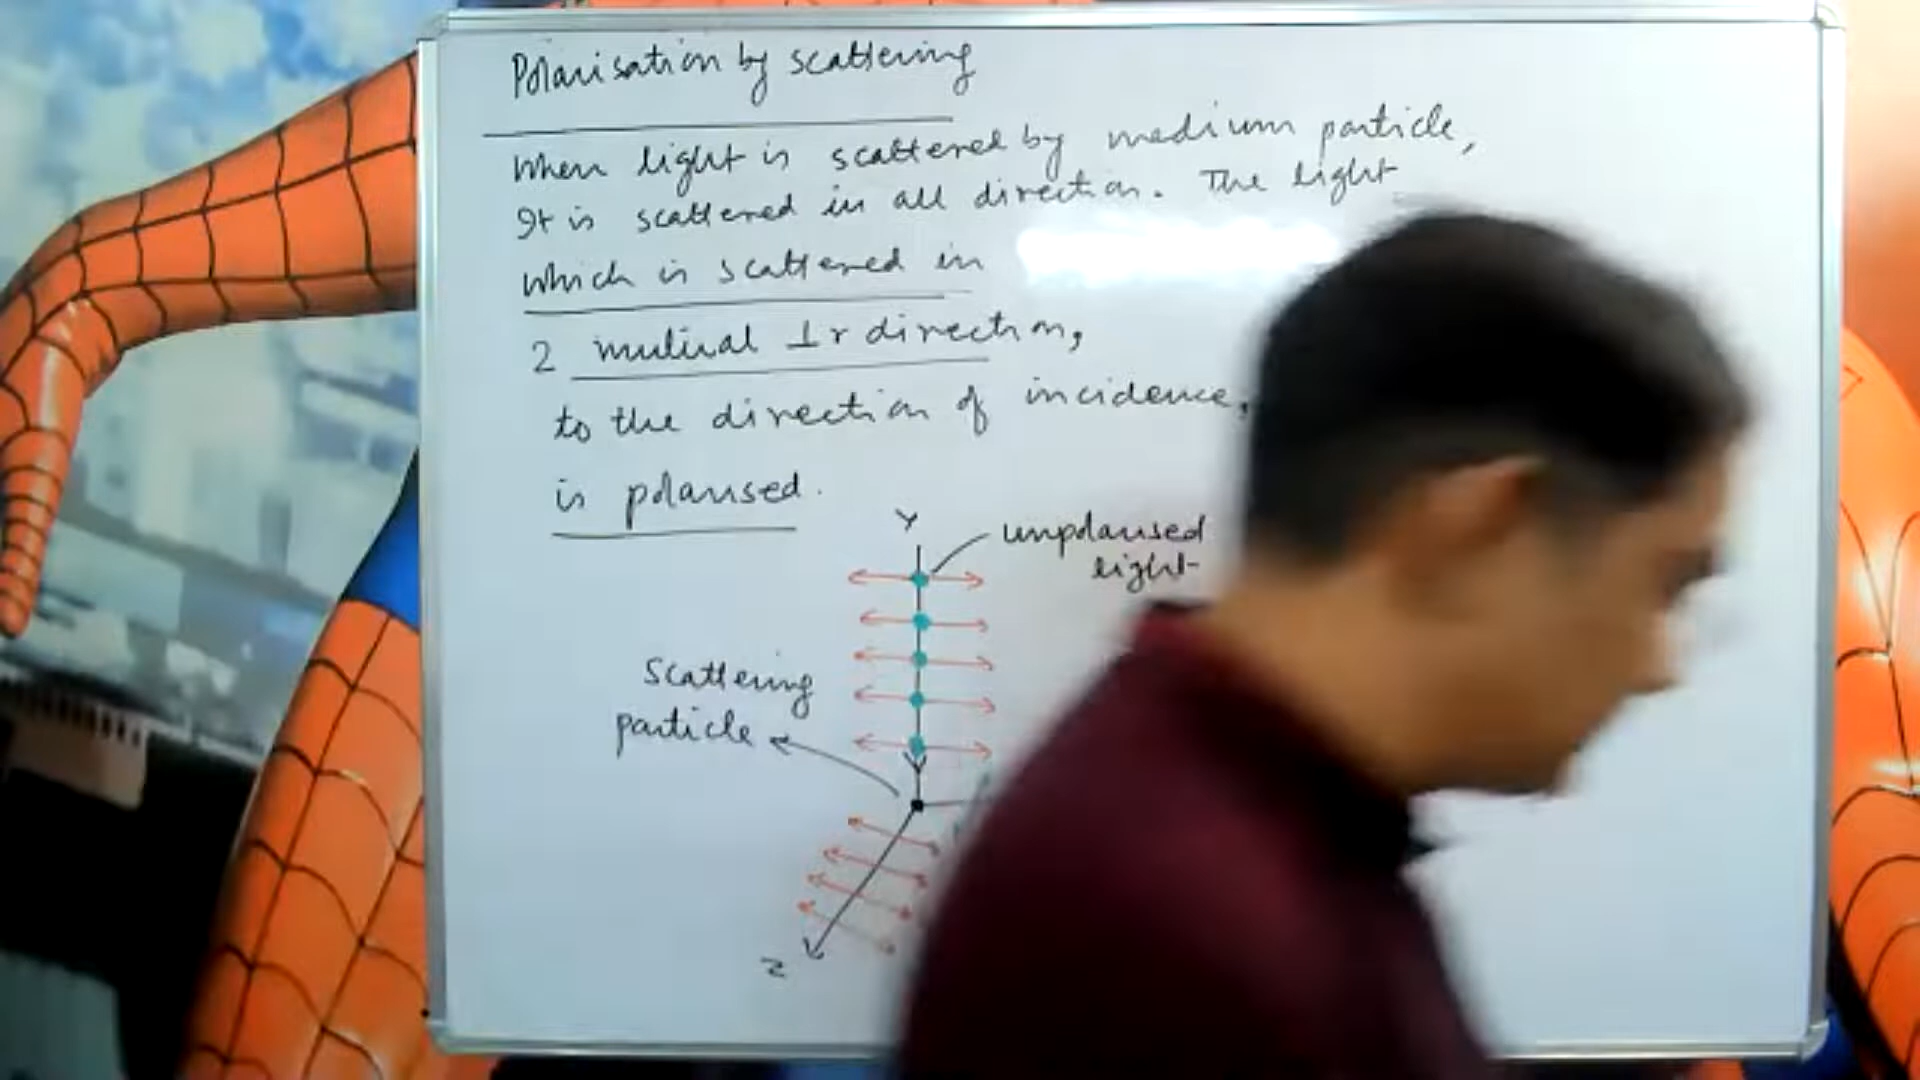 Polarisation by scattering
When light is scattered by medium particle,
It is scattered in all direction. The light
which is scattered in
2 mutual ⊥r direction,
to the direction of incidence,
is polarised.
Y
unpolarised
light
scattering
particle
Z